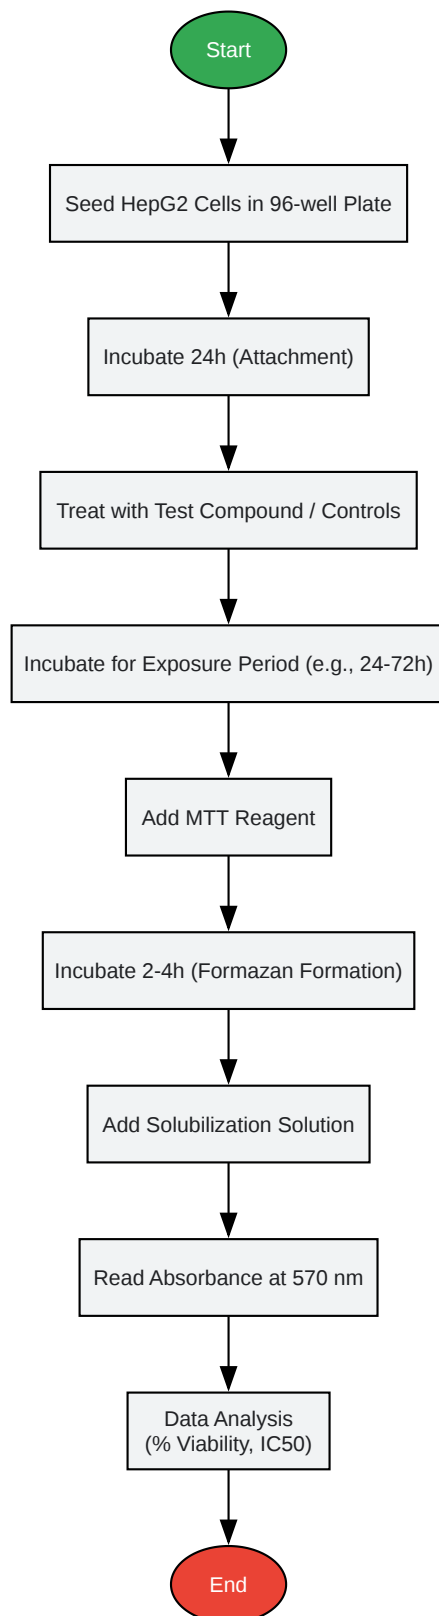 Start
Seed HepG2 Cells in 96-well Plate
Incubate 24h (Attachment)
Treat with Test Compound / Controls
Incubate for Exposure Period (e.g., 24-72h)
Add MTT Reagent
Incubate 2-4h (Formazan Formation)
Add Solubilization Solution
Read Absorbance at 570 nm
Data Analysis
(% Viability, IC50)
End